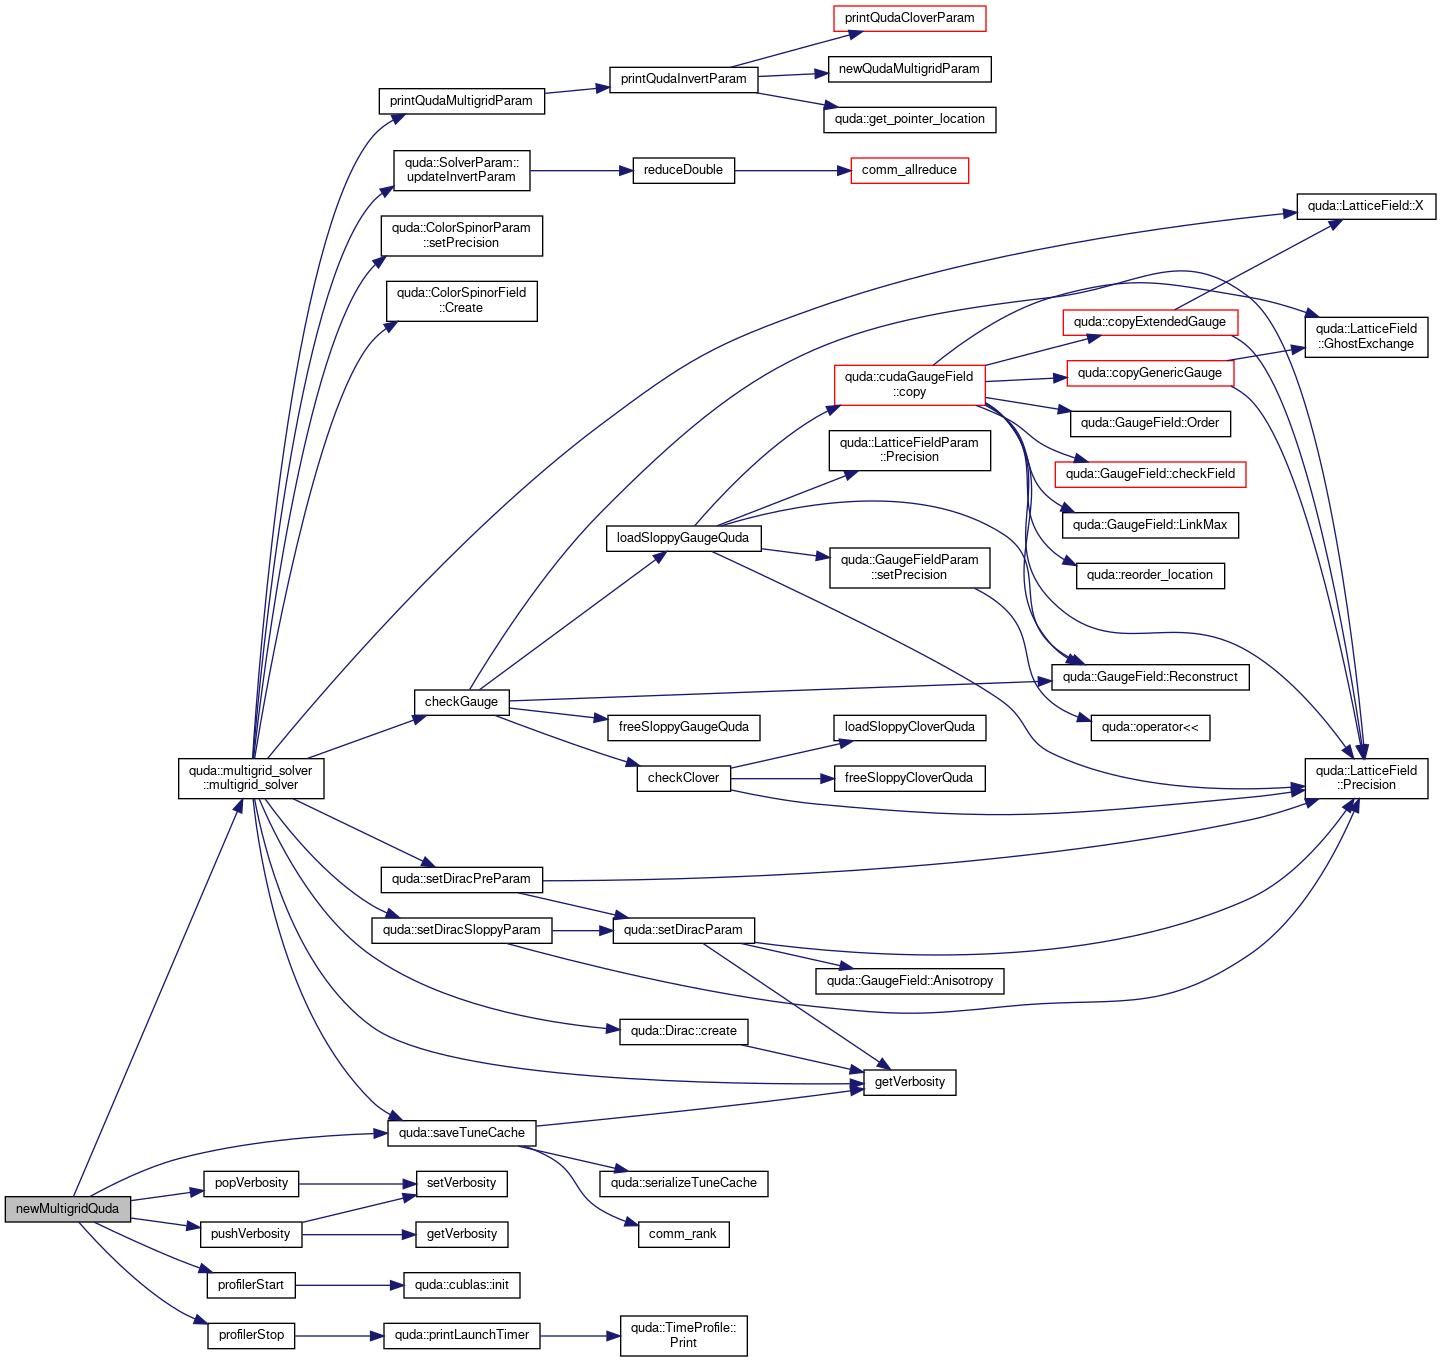 printQudaCloverParam
newQudaMultigridParam
quda::get_pointer_location
printQudaInvertParam
printQudaMultigridParam
quda::SolverParam::
updateInvertParam
reduceDouble
comm_allreduce
quda::ColorSpinorParam
::setPrecision
quda::ColorSpinorField
::Create
quda::LatticeField::X
quda::copyExtendedGauge
quda::LatticeField
::GhostExchange
quda::cudaGaugeField
::copy
quda::copyGenericGauge
quda::GaugeField::Order
quda::LatticeFieldParam
::Precision
quda::GaugeField::checkField
loadSloppyGaugeQuda
quda::GaugeField::LinkMax
quda::GaugeFieldParam
::setPrecision
quda::reorder_location
checkGauge
quda::GaugeField::Reconstruct
freeSloppyGaugeQuda
loadSloppyCloverQuda
quda::operator<<
quda::multigrid_solver
::multigrid_solver
checkClover
freeSloppyCloverQuda
quda::LatticeField
::Precision
quda::setDiracPreParam
quda::setDiracSloppyParam
quda::setDiracParam
quda::GaugeField::Anisotropy
quda::Dirac::create
getVerbosity
quda::saveTuneCache
quda::serializeTuneCache
popVerbosity
setVerbosity
newMultigridQuda
pushVerbosity
getVerbosity
comm_rank
profilerStart
quda::cublas::init
profilerStop
quda::printLaunchTimer
quda::TimeProfile::
Print